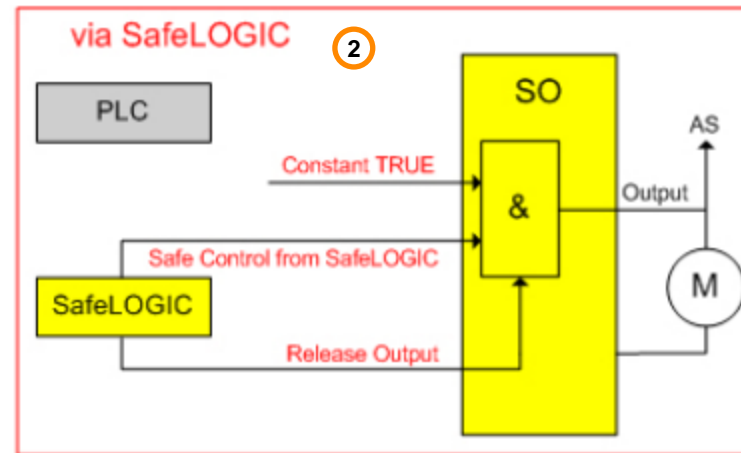 via SafeLOGIC
2
SO
PLC
AS
Constant TRUE
Output
&
Safe Control from SafeLOGIC
M
SafeLOGIC
Release Output